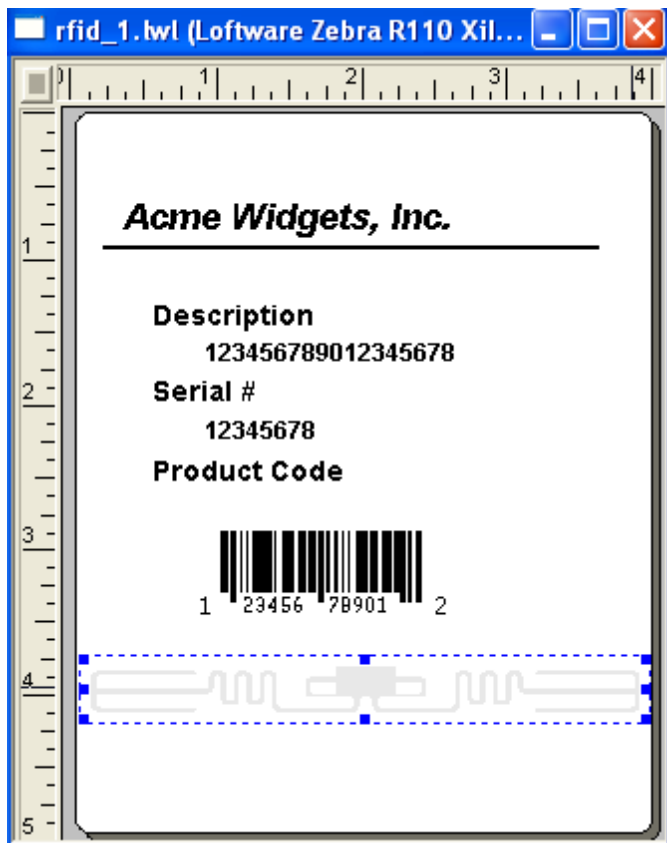 rfid_1.lwl (Loftware Zebra R110 Xil...
0 1 2 3 4
Acme Widgets, Inc.
1
Description
123456789012345678
2
Serial #
12345678
Product Code
3
1 23456 78901 2
4
5